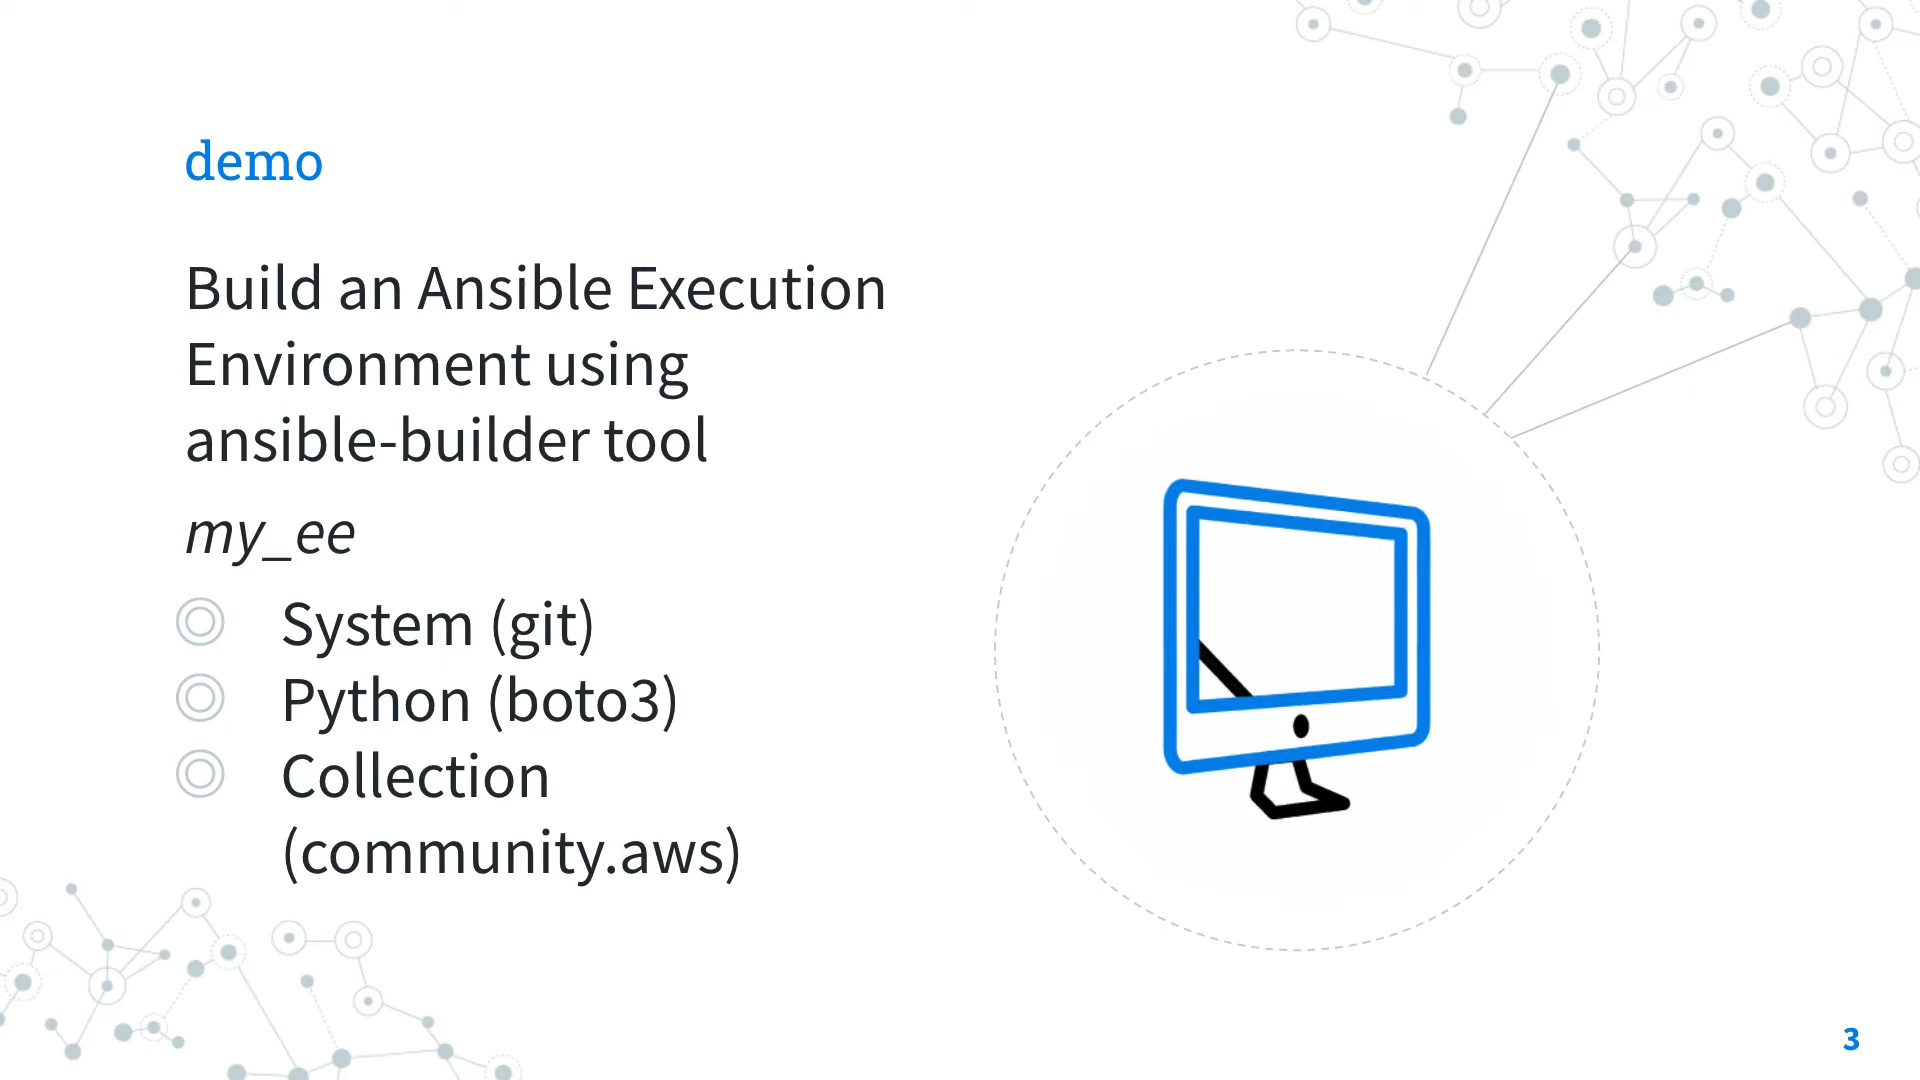 demo
Build an Ansible Execution
Environment using
ansible-builder tool
my_ee
System (git)
Python (boto3)
Collection
(community.aws)
3